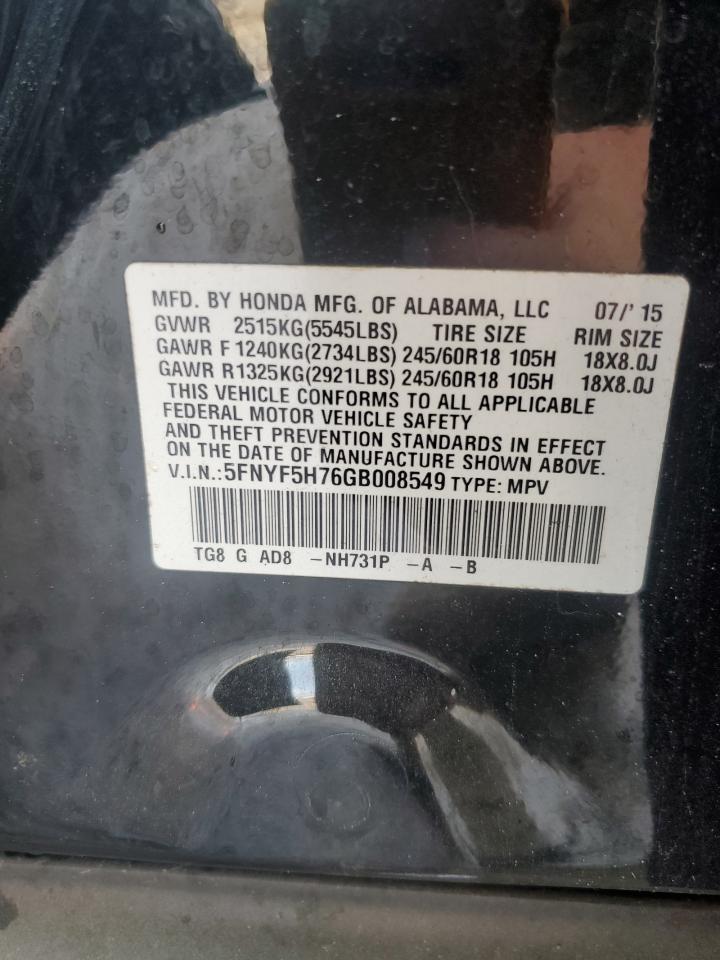 MFD. BY HONDA MFG. OF ALABAMA, LLC 07/' 15
GVWR 2515KG(5545LBS) TIRE SIZE RIM SIZE
GAWR F 1240KG(2734LBS) 245/60R18 105H 18X8.0J
GAWR R1325KG(2921LBS) 245/60R18 105H 18X8.0J
THIS VEHICLE CONFORMS TO ALL APPLICABLE
FEDERAL MOTOR VEHICLE SAFETY
AND THEFT PREVENTION STANDARDS IN EFFECT
ON THE DATE OF MANUFACTURE SHOWN ABOVE.
V.I.N.:5FNYF5H76GB008549 TYPE: MPV
TG8 G AD8 –NH731P –A –B